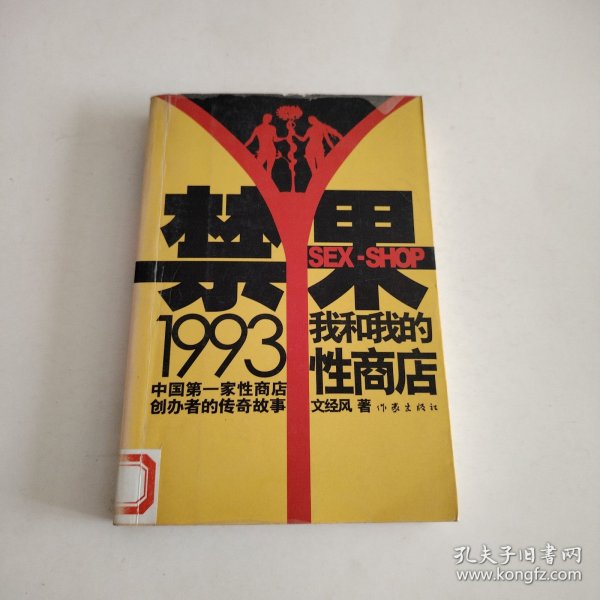 禁果
SEX-SHOP
1993
我和我的
性商店
中国第一家性商店
创办者的传奇故事
文经风 著 作家出版社
孔夫子旧书网
www.kongfz.com